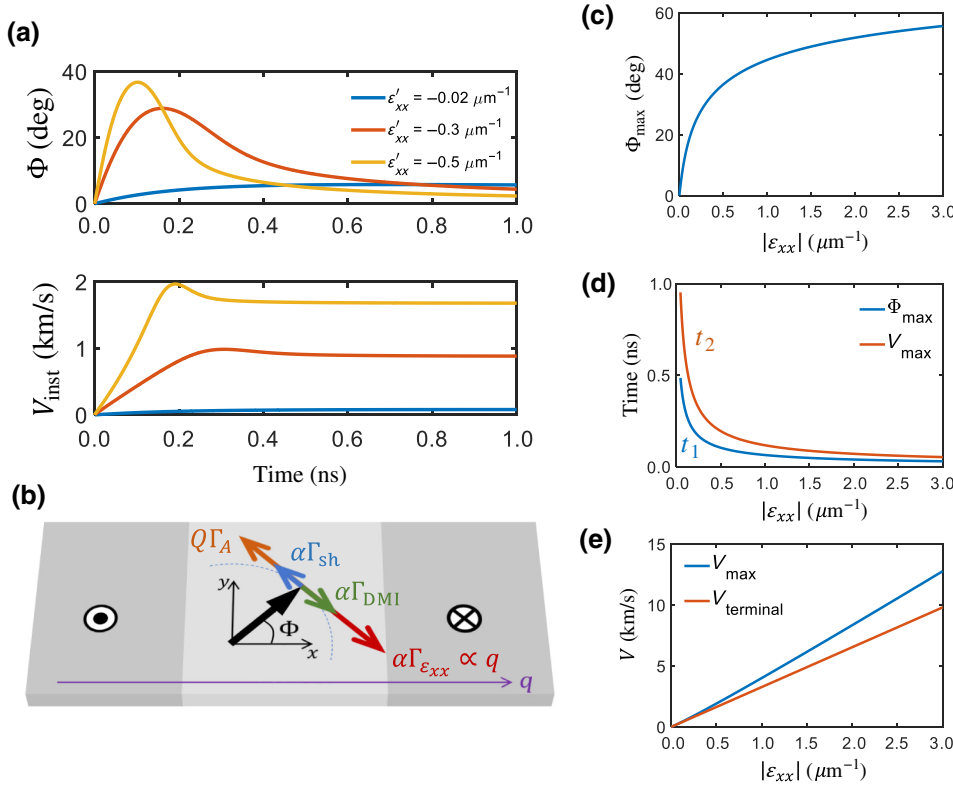 (a)
Φ (deg)
40
20
0
ε′xx = −0.02 μm⁻¹
ε′xx = −0.3 μm⁻¹
ε′xx = −0.5 μm⁻¹
0.0 0.2 0.4 0.6 0.8 1.0
Vinst (km/s)
2
1
0
0.0 0.2 0.4 0.6 0.8 1.0
Time (ns)
(b)
QΓA
αΓsh
αΓDMI
αΓεxx ∝ q
y
Φ
x
q
(c)
Φmax (deg)
60
40
20
0
0.0 0.5 1.0 1.5 2.0 2.5 3.0
|εxx| (μm⁻¹)
(d)
Time (ns)
1.0
0.5
0.0
Φmax
Vmax
t2
t1
0.0 0.5 1.0 1.5 2.0 2.5 3.0
|εxx| (μm⁻¹)
(e)
V (km/s)
15
10
5
0
Vmax
Vterminal
0.0 0.5 1.0 1.5 2.0 2.5 3.0
|εxx| (μm⁻¹)